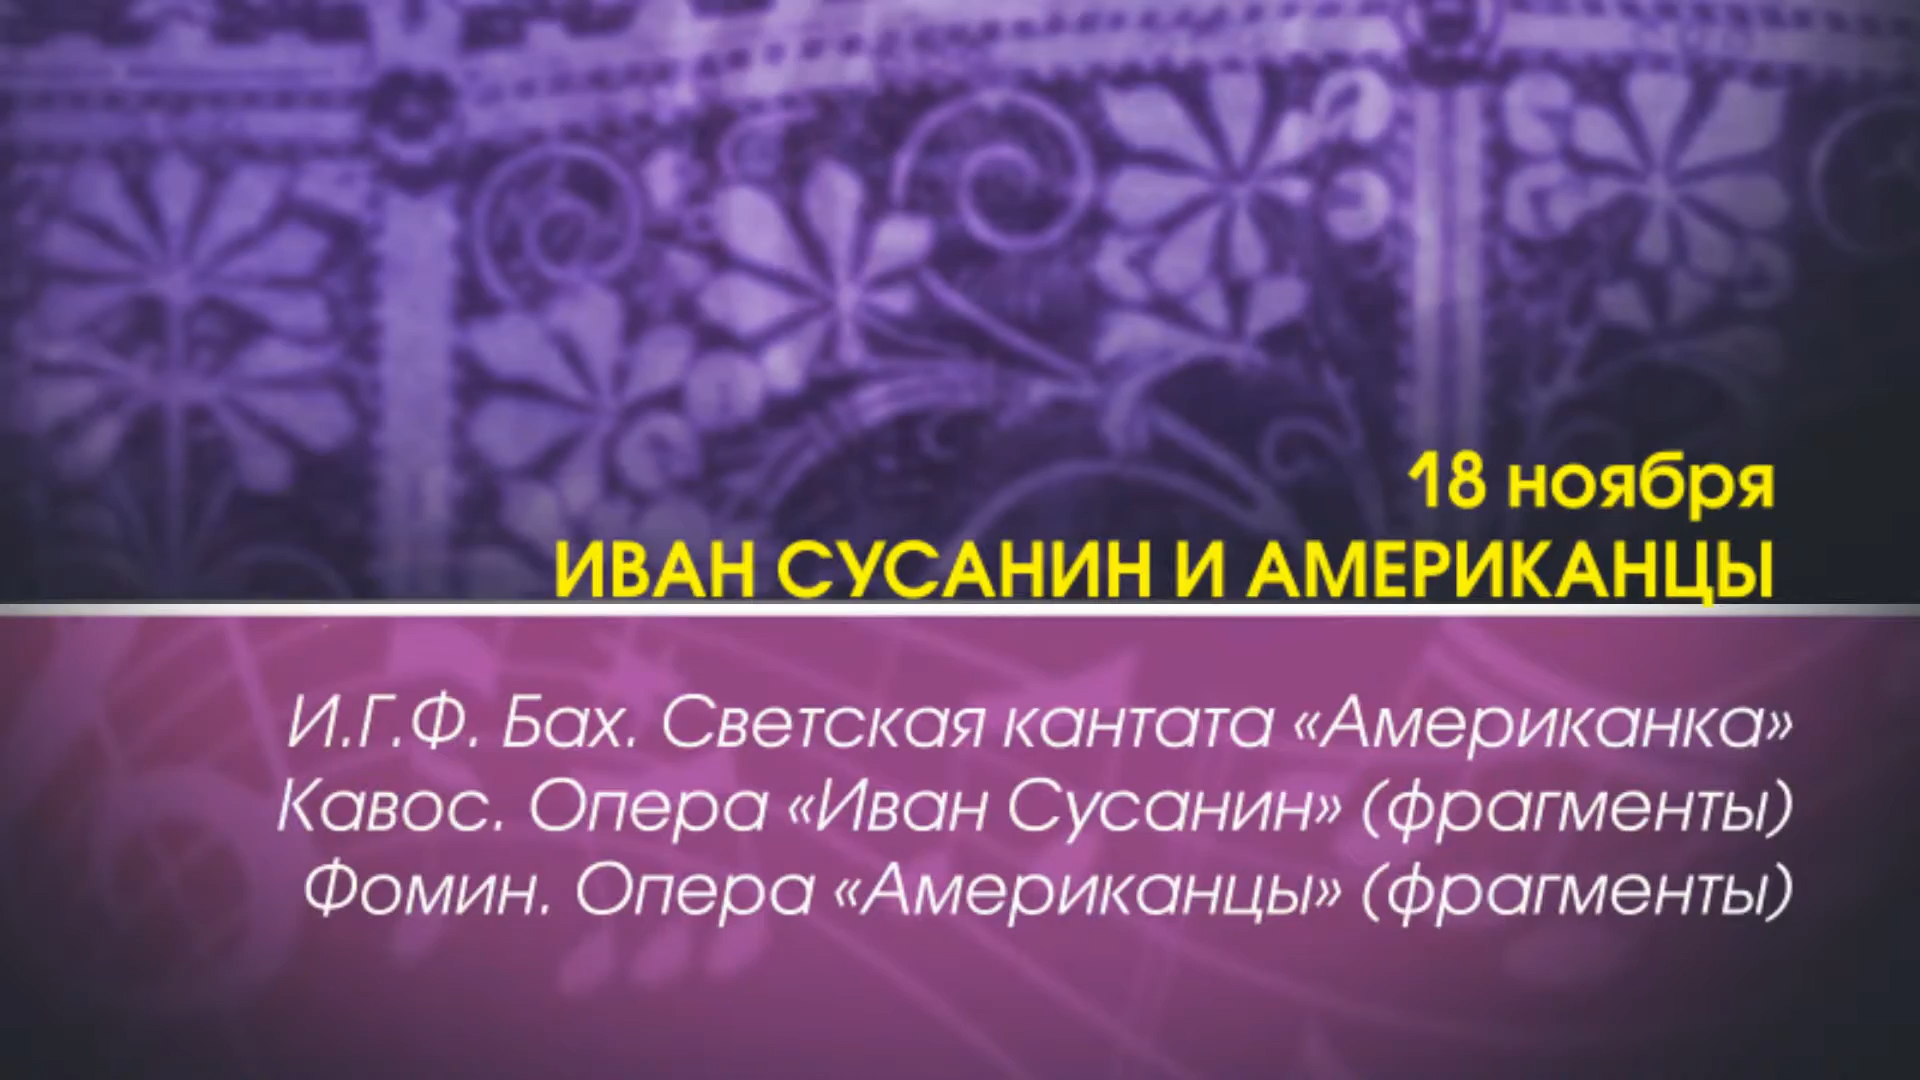 18 ноября
ИВАН СУСАНИН И АМЕРИКАНЦЫ
И.Г.Ф. Бах. Светская кантата «Американка»
Кавос. Опера «Иван Сусанин» (фрагменты)
Фомин. Опера «Американцы» (фрагменты)